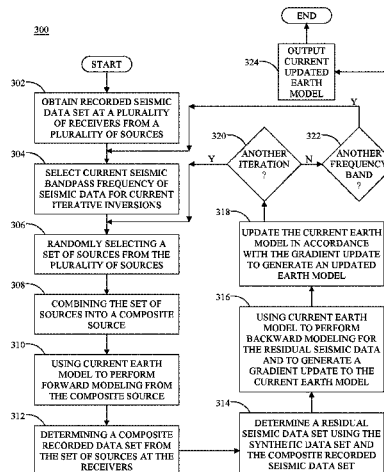 300
START
302
OBTAIN RECORDED SEISMIC
DATA SET AT A PLURALITY
OF RECEIVERS FROM A
PLURALITY OF SOURCES
304
SELECT CURRENT SEISMIC
BANDPASS FREQUENCY OF
SEISMIC DATA FOR CURRENT
ITERATIVE INVERSIONS
306
RANDOMLY SELECTING A
SET OF SOURCES FROM THE
PLURALITY OF SOURCES
308
COMBINING THE SET OF
SOURCES INTO A COMPOSITE
SOURCE
310
USING CURRENT EARTH
MODEL TO PERFORM
FORWARD MODELING FROM
THE COMPOSITE SOURCE
312
DETERMINING A COMPOSITE
RECORDED DATA SET FROM
THE SET OF SOURCES AT THE
RECEIVERS
314
DETERMINE A RESIDUAL
SEISMIC DATA SET USING THE
SYNTHETIC DATA SET AND
THE COMPOSITE RECORDED
SEISMIC DATA SET
316
USING CURRENT EARTH
MODEL TO PERFORM
BACKWARD MODELING FOR
THE RESIDUAL SEISMIC DATA
AND TO GENERATE A
GRADIENT UPDATE TO THE
CURRENT EARTH MODEL
318
UPDATE THE CURRENT EARTH
MODEL IN ACCORDANCE
WITH THE GRADIENT UPDATE
TO GENERATE AN UPDATED
EARTH MODEL
320
ANOTHER
ITERATION
?
Y
N
322
ANOTHER
FREQUENCY
BAND
?
Y
324
OUTPUT
CURRENT
UPDATED
EARTH
MODEL
END